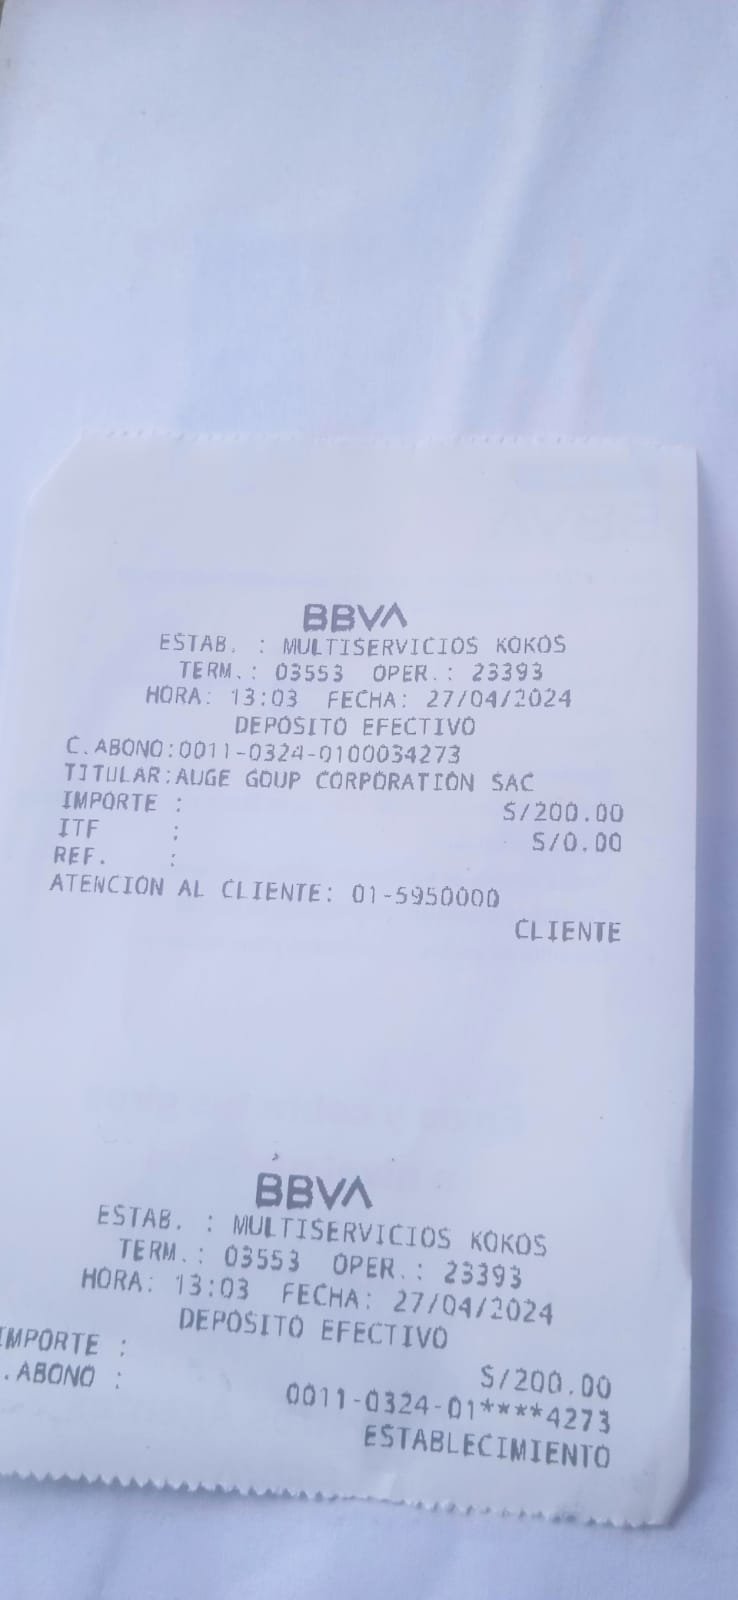 BBVA
ESTAB. : MULTISERVICIOS KOKOS
TERM.: 03553 OPER.: 23393
HORA: 13:03 FECHA: 27/04/2024
DEPOSITO EFECTIVO
C.ABONO:0011-0324-0100034273
TITULAR:AUGE GOUP CORPORATION SAC
IMPORTE : S/200.00
ITF : S/0.00
REF. :
ATENCION AL CLIENTE: 01-5950000
CLIENTE
BBVA
ESTAB. : MULTISERVICIOS KOKOS
TERM.: 03553 OPER.: 23393
HORA: 13:03 FECHA: 27/04/2024
DEPOSITO EFECTIVO
IMPORTE : S/200.00
.ABONO : 0011-0324-01****4273
ESTABLECIMIENTO